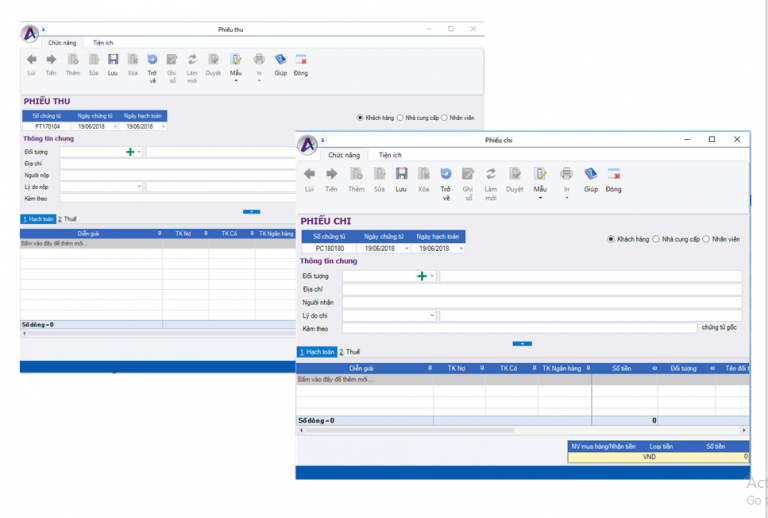 Phiếu thu
Chức năng Tiện ích
Lùi Tiến Thêm Sửa Lưu Xóa Trở về Ghi sổ Làm mới Duyệt Mẫu In Giúp Đóng
PHIẾU THU
Số chứng từ Ngày chứng từ Ngày hạch toán
PT170104 19/06/2018 19/06/2018
Khách hàng Nhà cung cấp Nhân viên
Thông tin chung
Đối tượng
Địa chỉ
Người nộp
Lý do nộp
Kèm theo
1. Hạch toán 2. Thuế
Diễn giải TK Nợ TK Có TK Ngân hàng
Bấm vào đây để thêm mới...
Số dòng = 0
Phiếu chi
Chức năng Tiện ích
Lùi Tiến Thêm Sửa Lưu Xóa Trở về Ghi sổ Làm mới Duyệt Mẫu In Giúp Đóng
PHIẾU CHI
Số chứng từ Ngày chứng từ Ngày hạch toán
PC180180 19/06/2018 19/06/2018
Khách hàng Nhà cung cấp Nhân viên
Thông tin chung
Đối tượng
Địa chỉ
Người nhận
Lý do chi
Kèm theo chứng từ gốc
1. Hạch toán 2. Thuế
Diễn giải TK Nợ TK Có TK Ngân hàng Số tiền Đối tượng Tên đối t
Bấm vào đây để thêm mới...
Số dòng = 0 0
NV mua hàng/Nhận tiền Loại tiền Số tiền
VND 0
Act
Go t